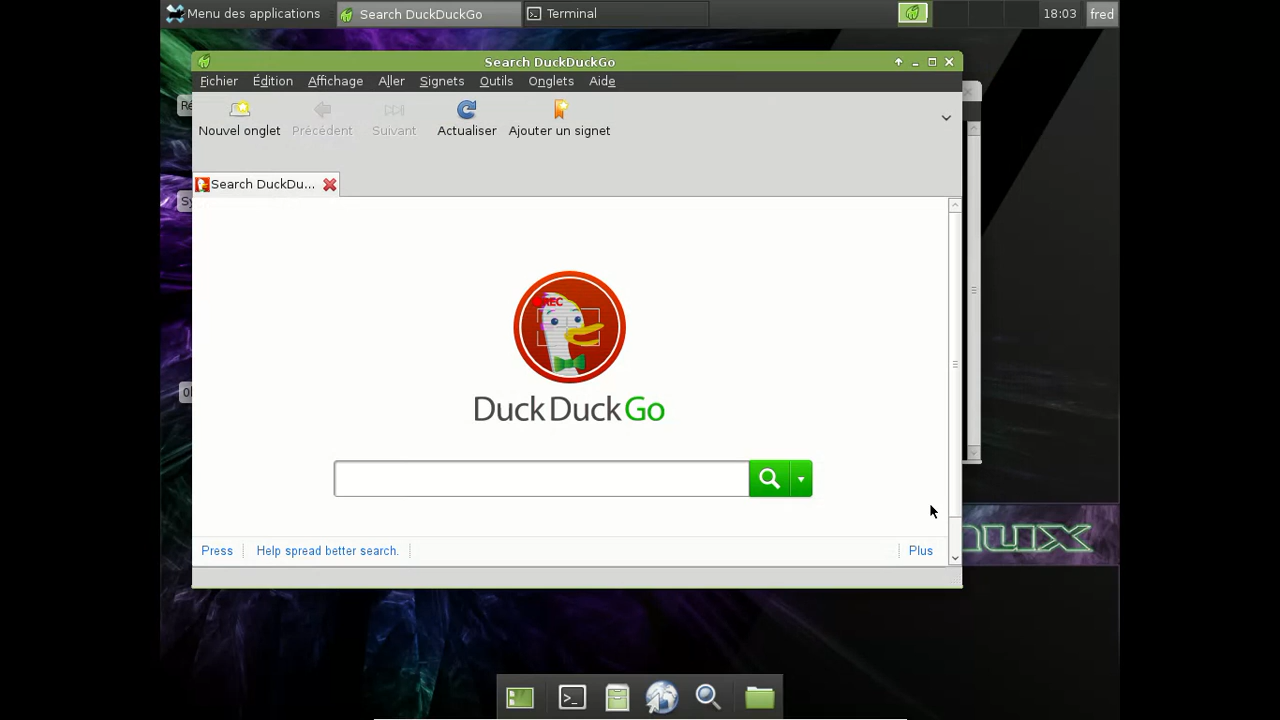 Menu des applications
Search DuckDuckGo
Terminal
18:03
fred
Search DuckDuckGo
Fichier
Édition
Affichage
Aller
Signets
Outils
Onglets
Aide
Nouvel onglet
Précédent
Suivant
Actualiser
Ajouter un signet
Search DuckDu...
REC
DuckDuckGo
Press
Help spread better search.
Plus